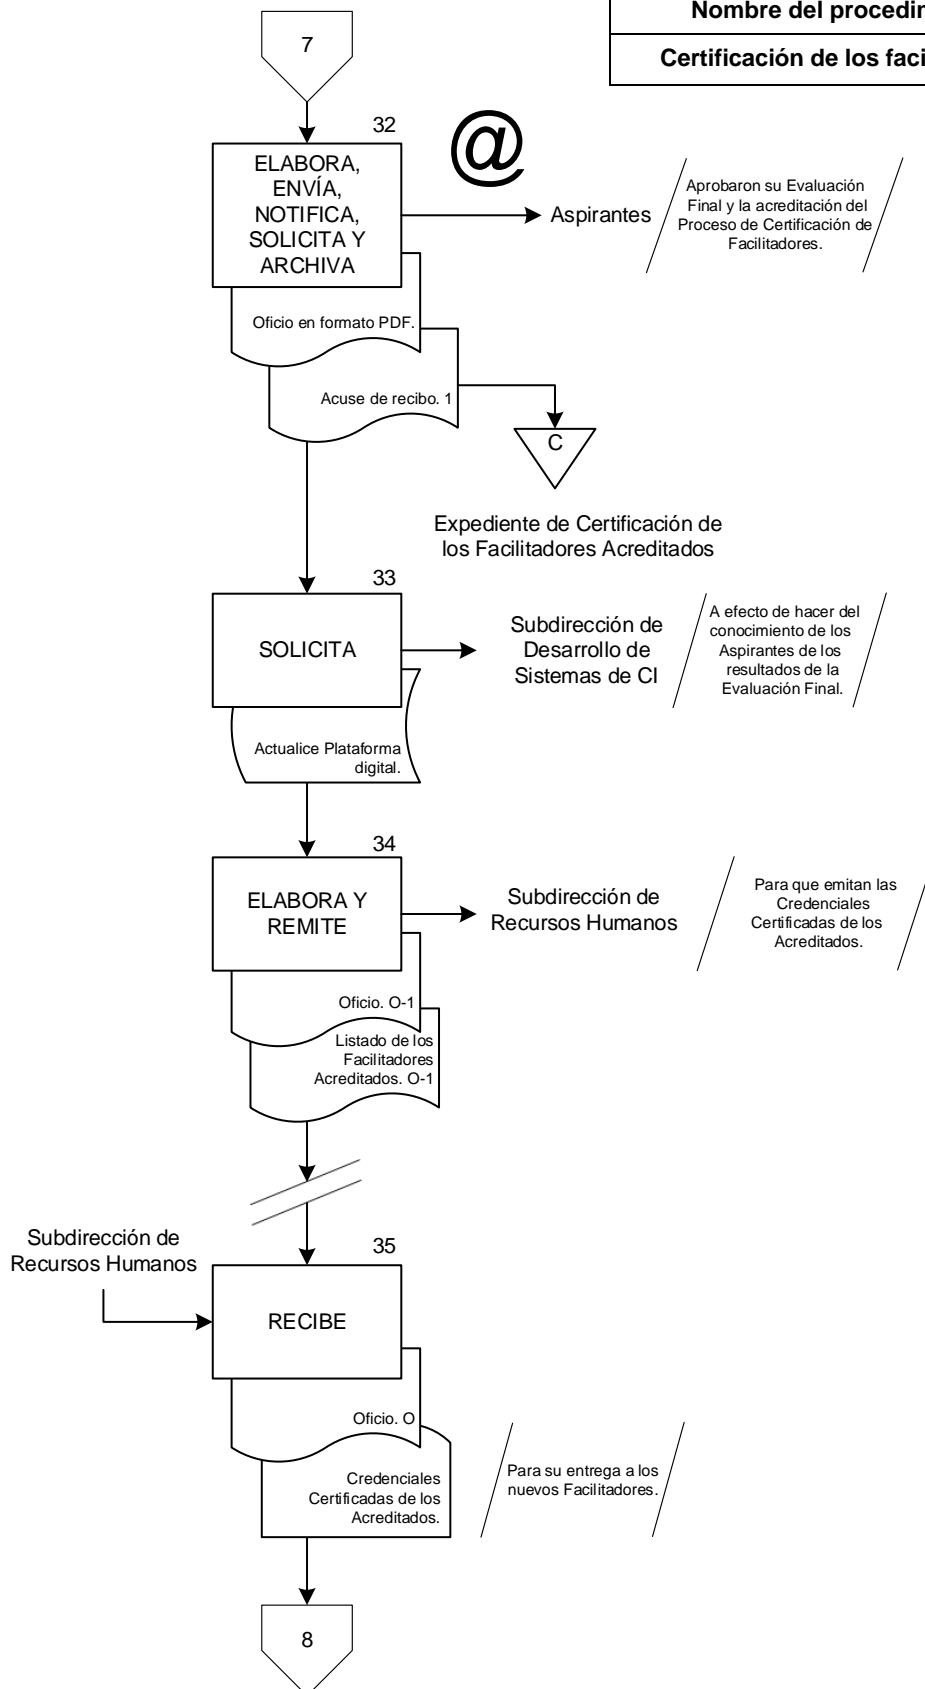 Nombre del procedim
Certificación de los faci
7
32
ELABORA,
ENVÍA,
NOTIFICA,
SOLICITA Y
ARCHIVA
@
Aspirantes
Aprobaron su Evaluación
Final y la acreditación del
Proceso de Certificación de
Facilitadores.
Oficio en formato PDF.
Acuse de recibo. 1
C
Expediente de Certificación de
los Facilitadores Acreditados
33
SOLICITA
Subdirección de
Desarrollo de
Sistemas de CI
A efecto de hacer del
conocimiento de los
Aspirantes de los
resultados de la
Evaluación Final.
Actualice Plataforma
digital.
34
ELABORA Y
REMITE
Subdirección de
Recursos Humanos
Para que emitan las
Credenciales
Certificadas de los
Acreditados.
Oficio. O-1
Listado de los
Facilitadores
Acreditados. O-1
Subdirección de
Recursos Humanos
35
RECIBE
Oficio. O
Credenciales
Certificadas de los
Acreditados.
Para su entrega a los
nuevos Facilitadores.
8